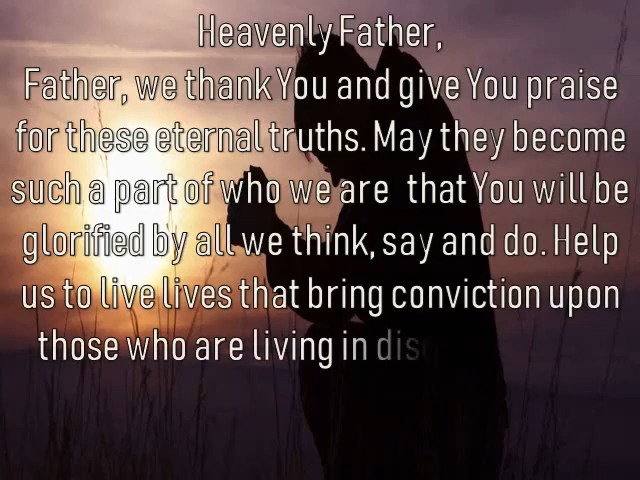 Heavenly Father,
Father, we thank You and give You praise
for these eternal truths. May they become
such a part of who we are that You will be
glorified by all we think, say and do. Help
us to live lives that bring conviction upon
those who are living in